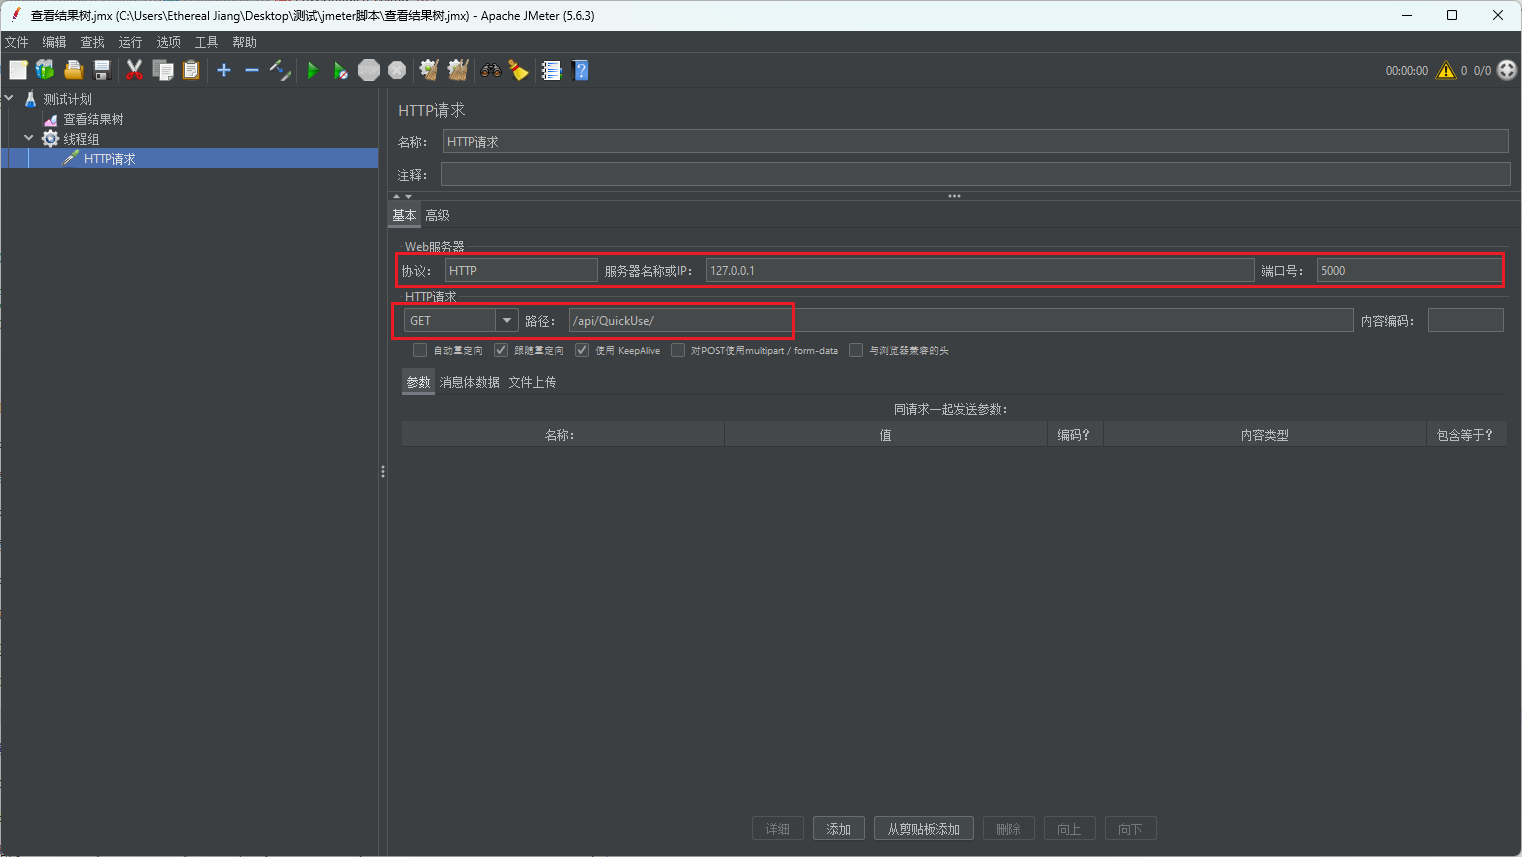 查看结果树.jmx (C:\Users\Ethereal Jiang\Desktop\测试\jmeter脚本\查看结果树.jmx) - Apache JMeter (5.6.3)
文件 编辑 查找 运行 选项 工具 帮助
STOP 00:00:00 0 0/0
测试计划
查看结果树
线程组
HTTP请求
HTTP请求
名称： HTTP请求
注释：
基本 高级
Web服务器
协议： HTTP 服务器名称或IP： 127.0.0.1 端口号： 5000
HTTP请求
GET 路径： /api/QuickUse/ 内容编码：
自动重定向 跟随重定向 使用 KeepAlive 对POST使用multipart / form-data 与浏览器兼容的头
参数 消息体数据 文件上传
同请求一起发送参数：
名称： 值 编码? 内容类型 包含等于?
详细 添加 从剪贴板添加 删除 向上 向下